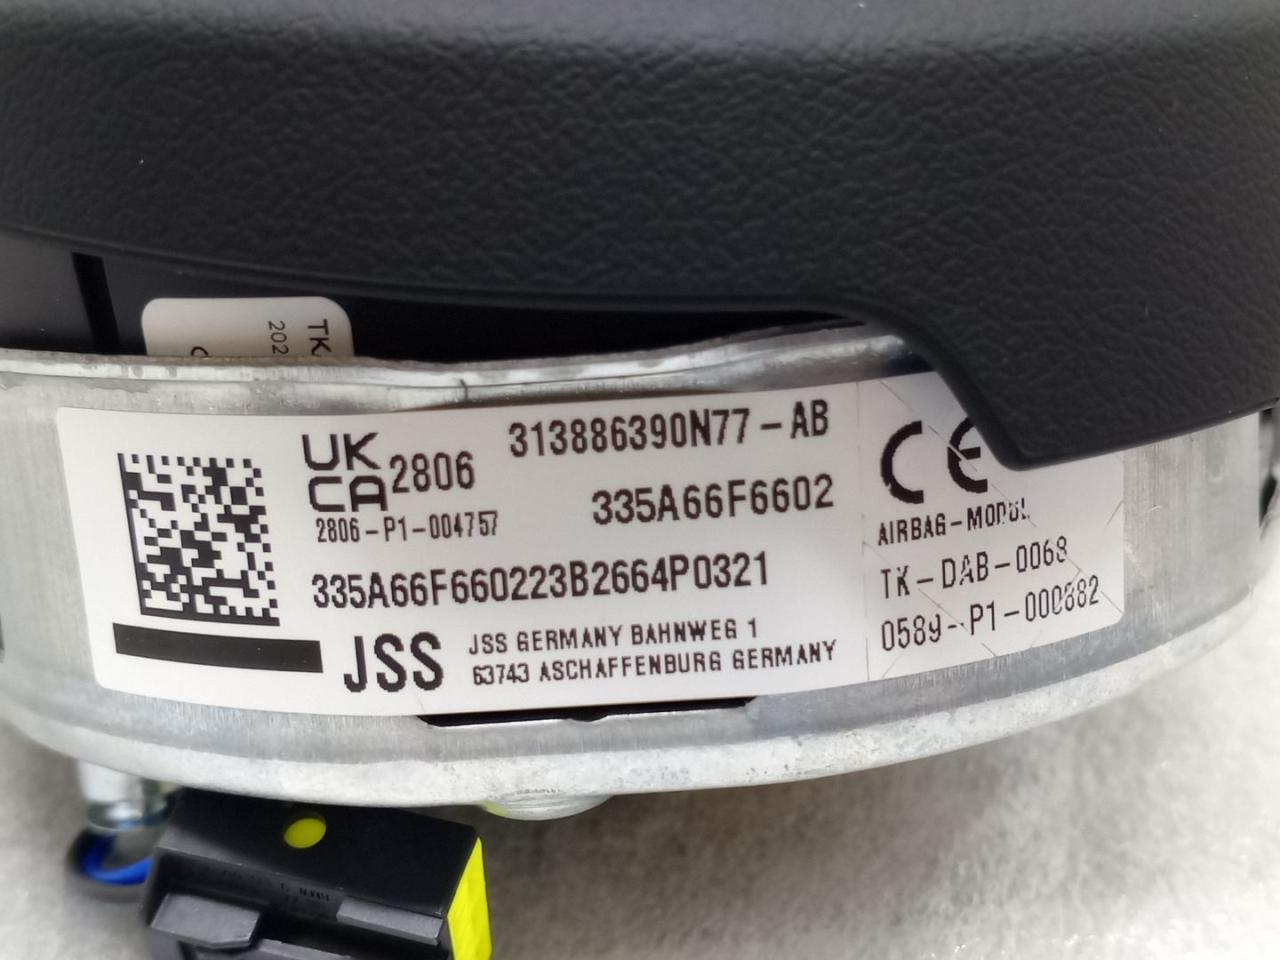 TK
202
UK
CA 2806
2806-P1-004757
313886390N77-AB
335A66F6602
335A66F660223B2664P0321
JSS
JSS GERMANY BAHNWEG 1
63743 ASCHAFFENBURG GERMANY
CE
AIRBAG-MODUL
TK-DAB-0068
0589-P1-000882